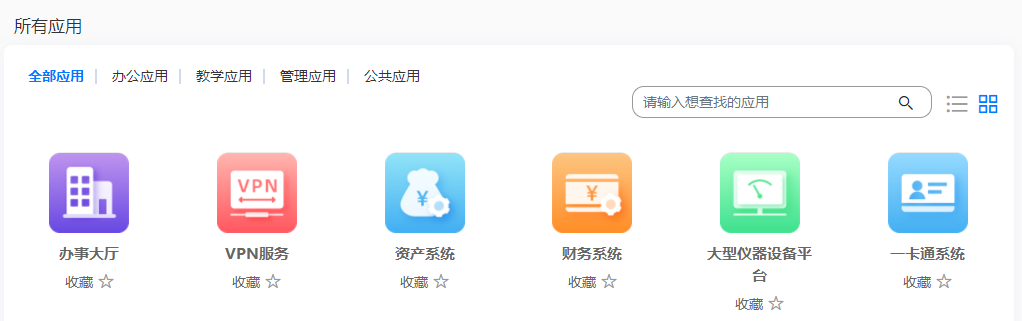 所有应用
全部应用 办公应用 教学应用 管理应用 公共应用
请输入想查找的应用
VPN
¥
¥
办事大厅 VPN服务 资产系统 财务系统 大型仪器设备平 一卡通系统
台
收藏 收藏 收藏 收藏 收藏
收藏